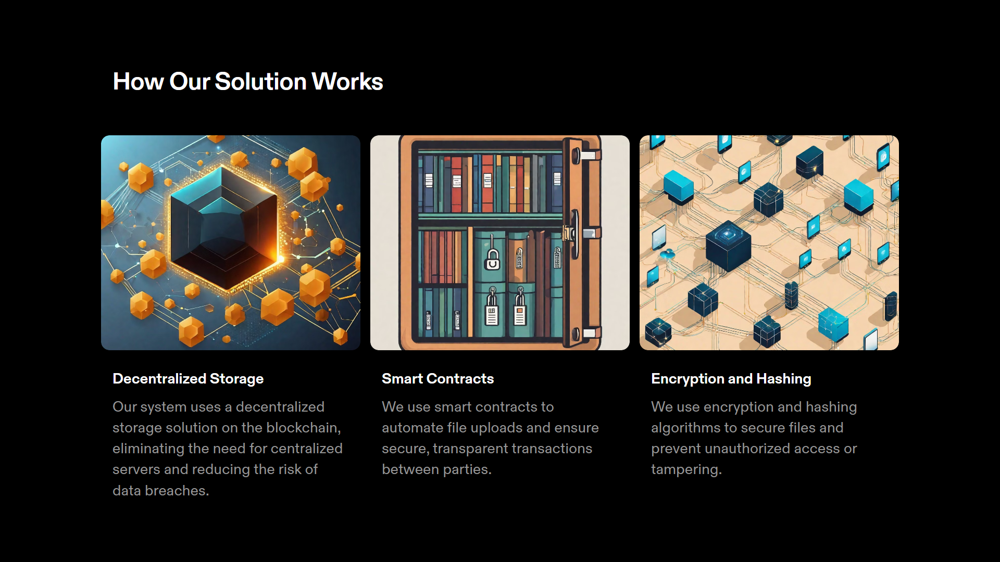 How Our Solution Works
Decentralized Storage
Our system uses a decentralized
storage solution on the blockchain,
eliminating the need for centralized
servers and reducing the risk of
data breaches.
Smart Contracts
We use smart contracts to
automate file uploads and ensure
secure, transparent transactions
between parties.
Encryption and Hashing
We use encryption and hashing
algorithms to secure files and
prevent unauthorized access or
tampering.